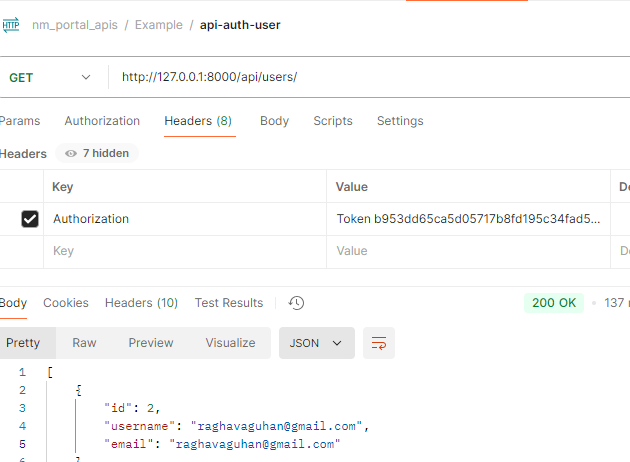 HTTP nm_portal_apis / Example / api-auth-user
GET http://127.0.0.1:8000/api/users/
Params Authorization Headers (8) Body Scripts Settings
Headers 7 hidden
Key Value
Authorization Token b953dd65ca5d05717b8fd195c34fad5...
Key Value
Body Cookies Headers (10) Test Results 200 OK • 137
Pretty Raw Preview Visualize JSON
1 [
2 {
3 "id": 2,
4 "username": "raghavaguhan@gmail.com",
5 "email": "raghavaguhan@gmail.com"